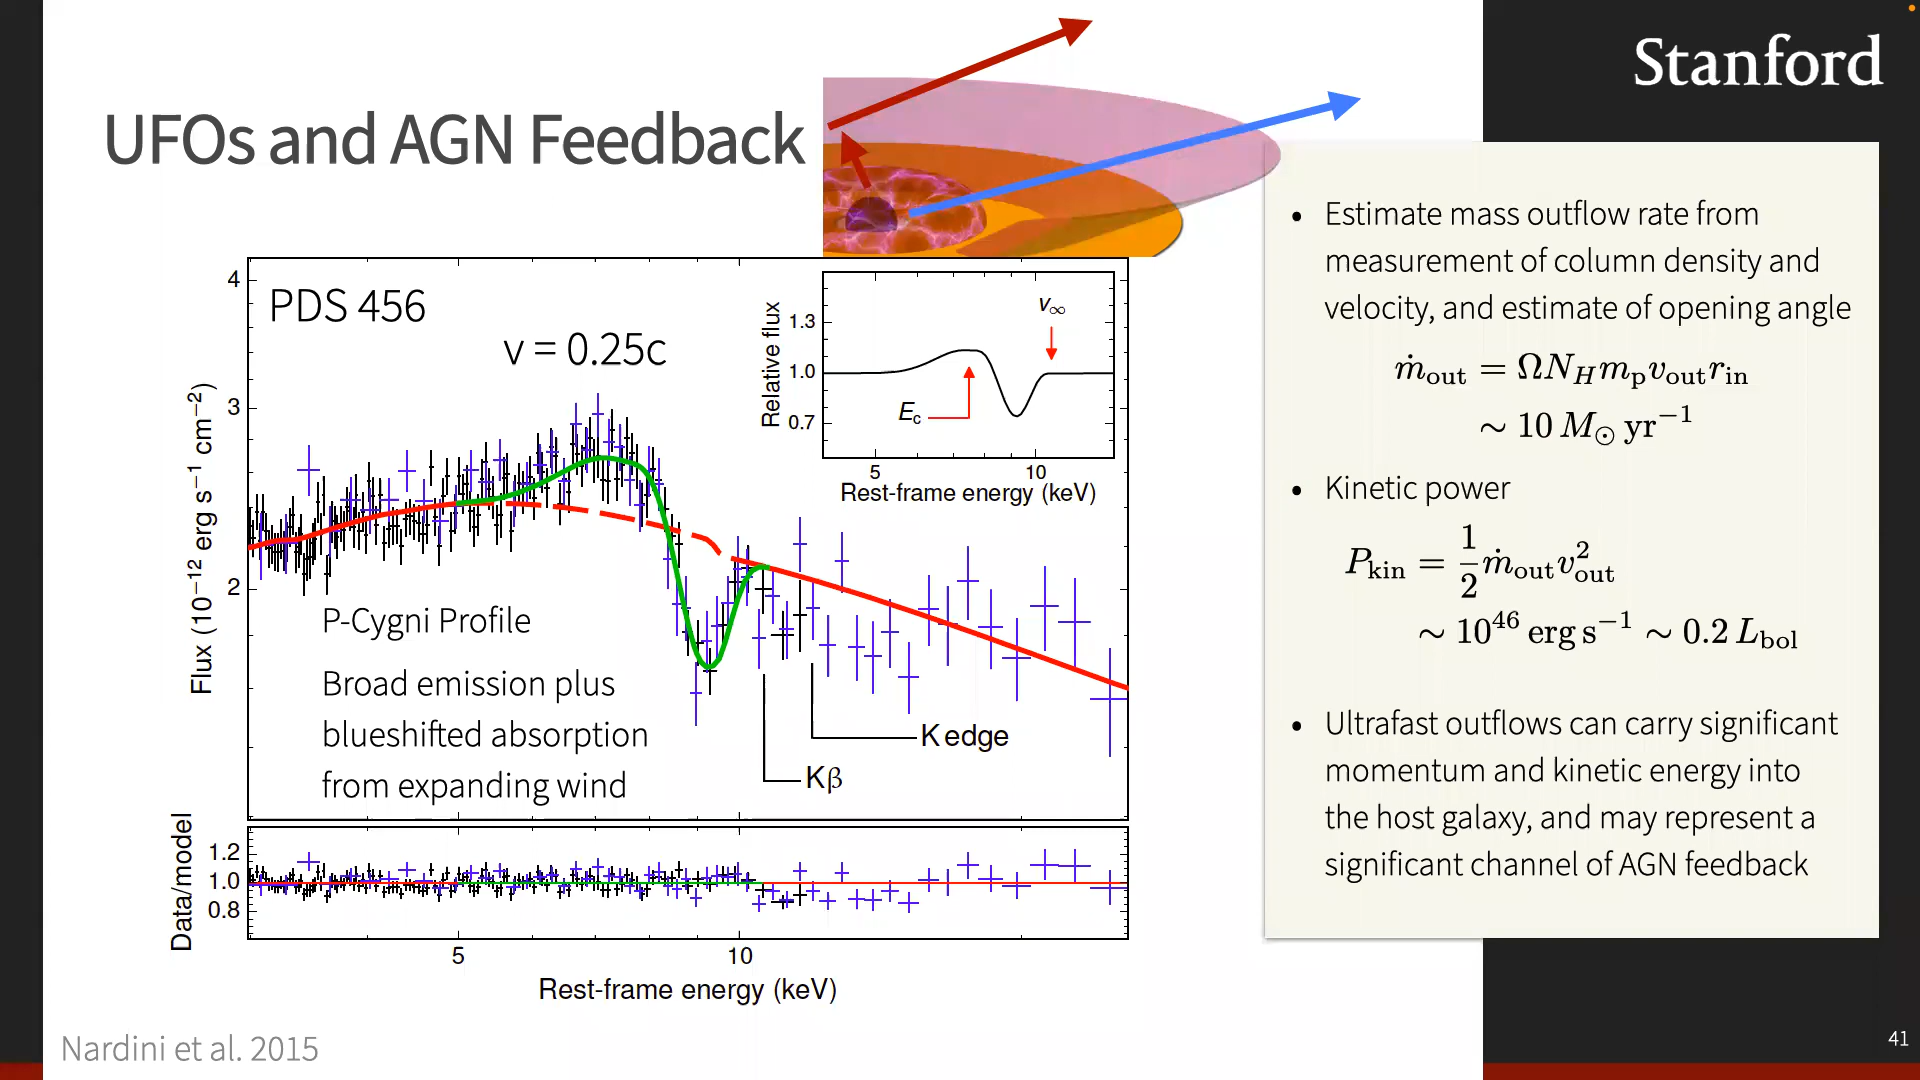 Stanford
UFOs and AGN Feedback
PDS 456
v = 0.25c
4
3
2
Flux (10⁻¹² erg s⁻¹ cm⁻²)
P-Cygni Profile
Broad emission plus
blueshifted absorption
from expanding wind
Relative flux
1.3
1.0
0.7
v∞
E_c
5 10
Rest-frame energy (keV)
K edge
Kβ
Data/model
1.2
1.0
0.8
5 10
Rest-frame energy (keV)
• Estimate mass outflow rate from
measurement of column density and
velocity, and estimate of opening angle
ṁ_out = ΩN_H m_p v_out r_in
∼ 10 M_⊙ yr⁻¹
• Kinetic power
P_kin = 1/2 ṁ_out v²_out
∼ 10⁴⁶ erg s⁻¹ ∼ 0.2 L_bol
• Ultrafast outflows can carry significant
momentum and kinetic energy into
the host galaxy, and may represent a
significant channel of AGN feedback
Nardini et al. 2015
41